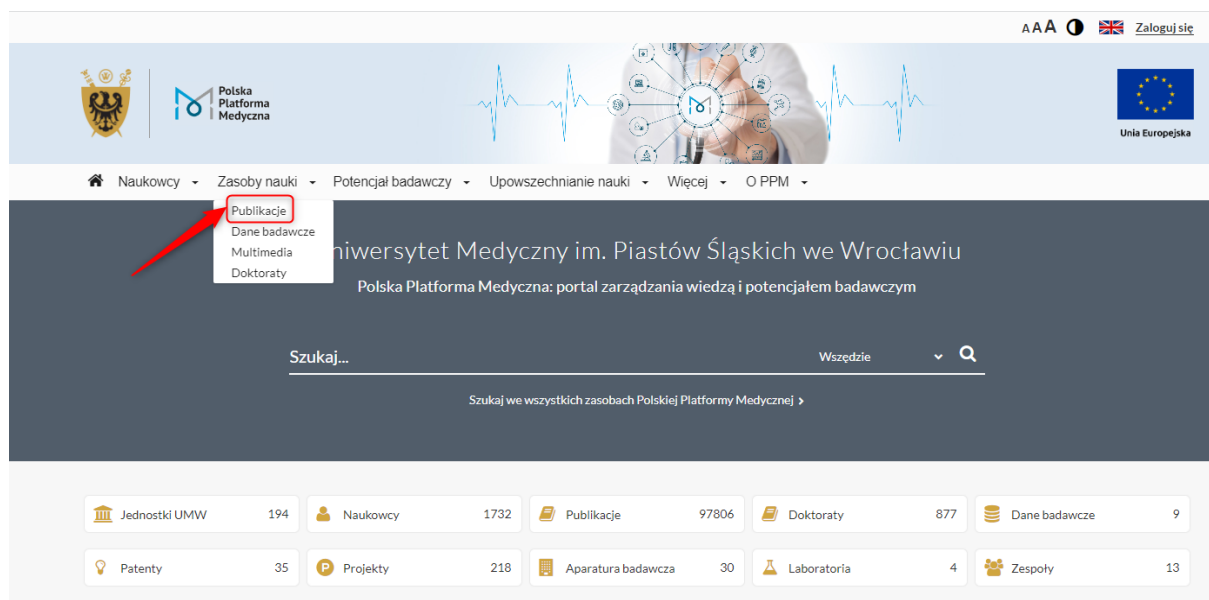 A A A Zaloguj się
Polska
Platforma
Medyczna
Unia Europejska
Naukowcy Zasoby nauki Potencjał badawczy Upowszechnianie nauki Więcej O PPM
Publikacje
Dane badawcze
Multimedia
Doktoraty
niwersytet Medyczny im. Piastów Śląskich we Wrocławiu
Polska Platforma Medyczna: portal zarządzania wiedzą i potencjałem badawczym
Szukaj... Wszędzie
Szukaj we wszystkich zasobach Polskiej Platformy Medycznej >
Jednostki UMW 194 Naukowcy 1732 Publikacje 97806 Doktoraty 877 Dane badawcze 9
Patenty 35 P Projekty 218 Aparatura badawcza 30 Laboratoria 4 Zespoły 13